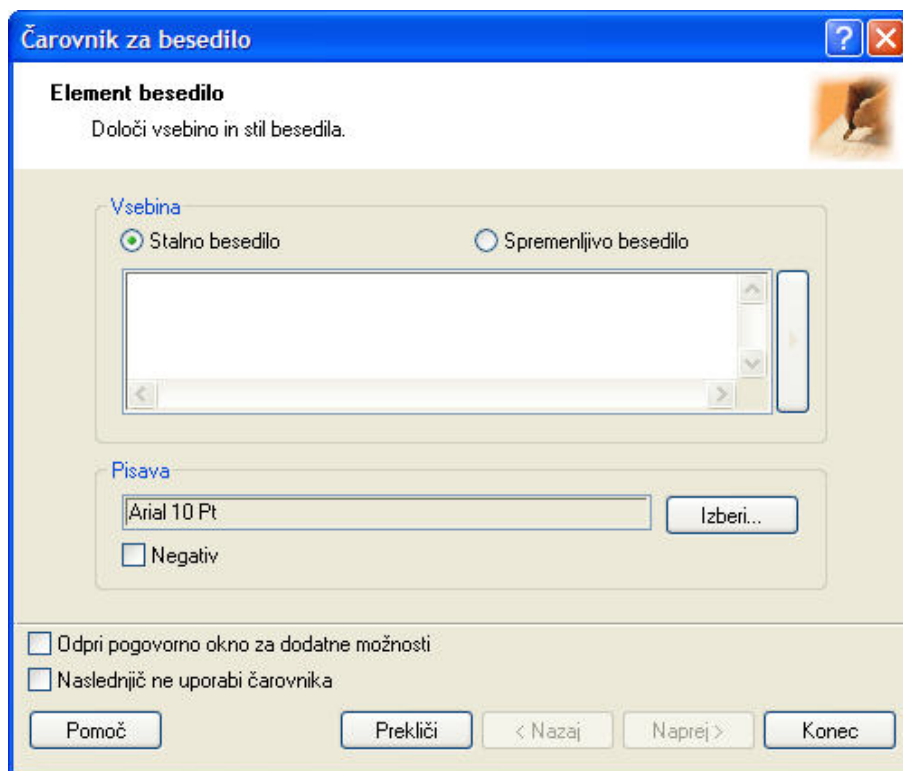 Čarovnik za besedilo
Element besedilo
Določi vsebino in stil besedila.
Vsebina
Stalno besedilo Spremenljivo besedilo
Pisava
Arial 10 Pt Izberi...
Negativ
Odpri pogovorno okno za dodatne možnosti
Naslednjič ne uporabi čarovnika
Pomoč Prekliči < Nazaj Naprej > Konec